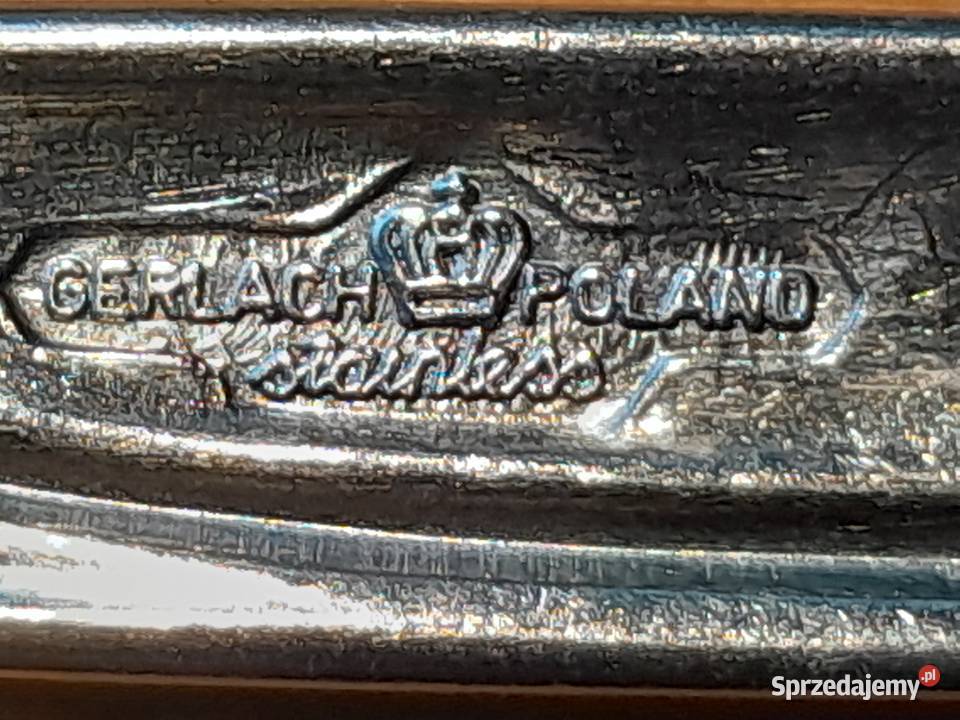 GERLACH POLAND
stainless
Sprzedajemy.pl